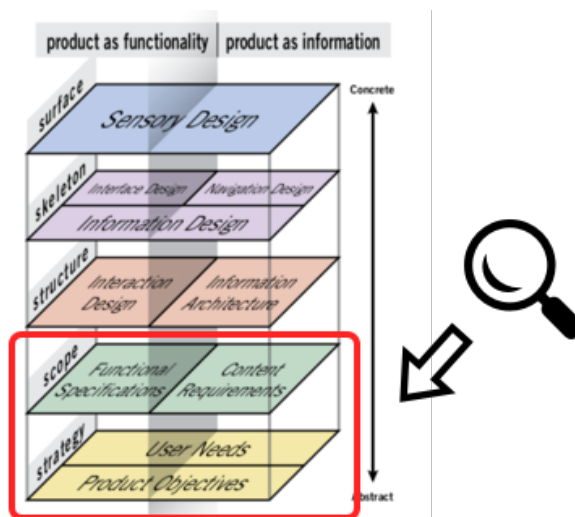 product as functionality
product as information
Concrete
surface
Sensory Design
skeleton
Interface Design
Navigation Design
Information Design
structure
Interaction
Design
Information
Architecture
scope
Functional
Specifications
Content
Requirements
strategy
User Needs
Product Objectives
Abstract